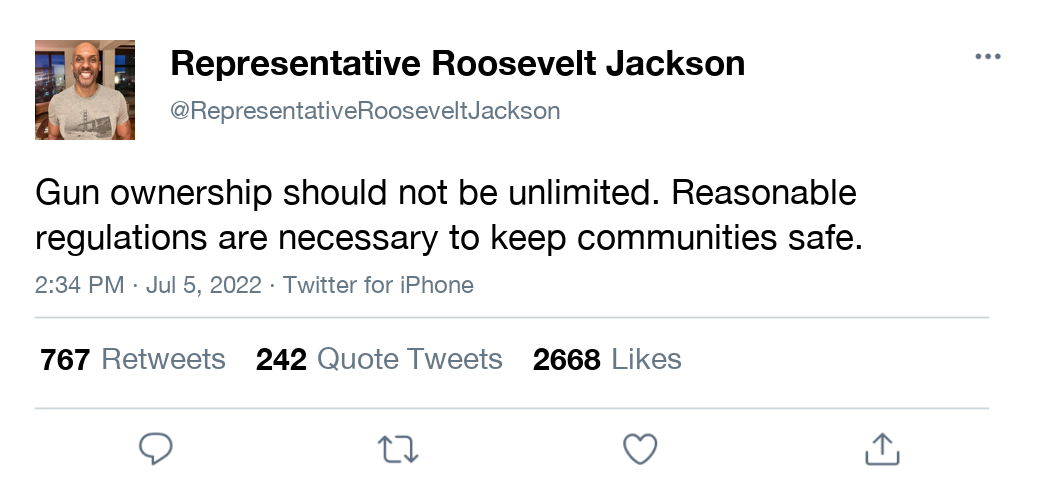 Representative Roosevelt Jackson
@RepresentativeRooseveltJackson
Gun ownership should not be unlimited. Reasonable
regulations are necessary to keep communities safe.
2:34 PM · Jul 5, 2022 · Twitter for iPhone
767 Retweets 242 Quote Tweets 2668 Likes